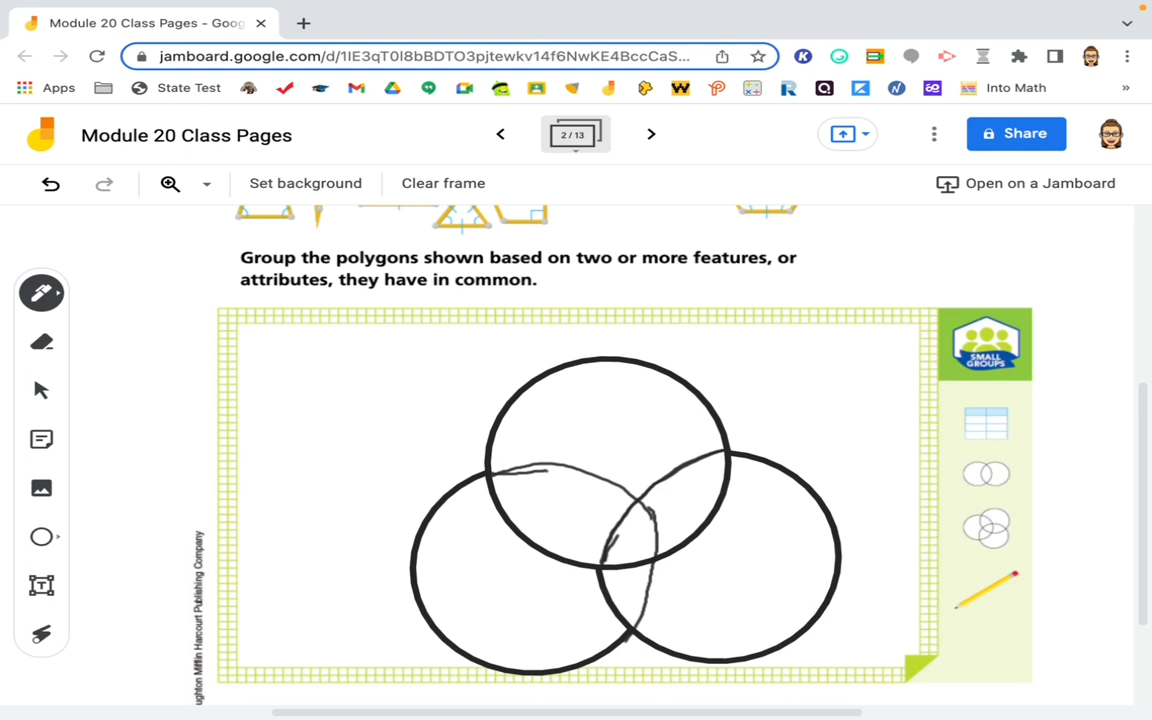 Module 20 Class Pages - Goog
jamboard.google.com/d/1IE3qT0l8bBDTO3pjtewkv14f6NwKE4BccCaS...
Apps
State Test
Into Math
»
Module 20 Class Pages
2 / 13
Share
Set background
Clear frame
Open on a Jamboard
Group the polygons shown based on two or more features, or
attributes, they have in common.
SMALL
GROUPS
ughton Mifflin Harcourt Publishing Company